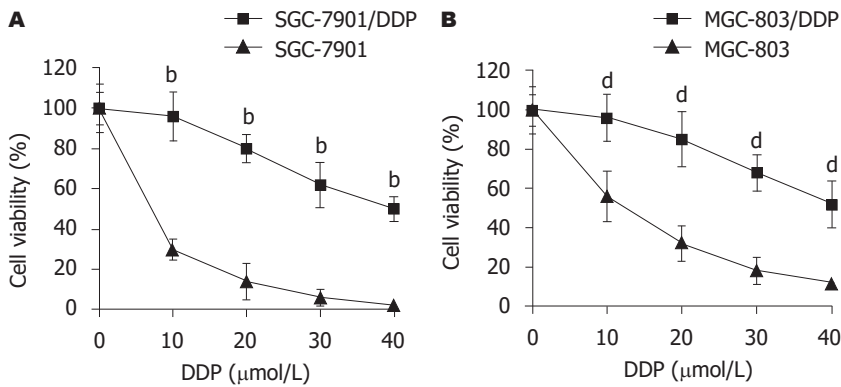 A
SGC-7901/DDP
SGC-7901
120
100
80
60
40
20
0
Cell viability (%)
b
b
b
b
0 10 20 30 40
DDP (μmol/L)
B
MGC-803/DDP
MGC-803
120
100
80
60
40
20
0
Cell viability (%)
d
d
d
d
0 10 20 30 40
DDP (μmol/L)